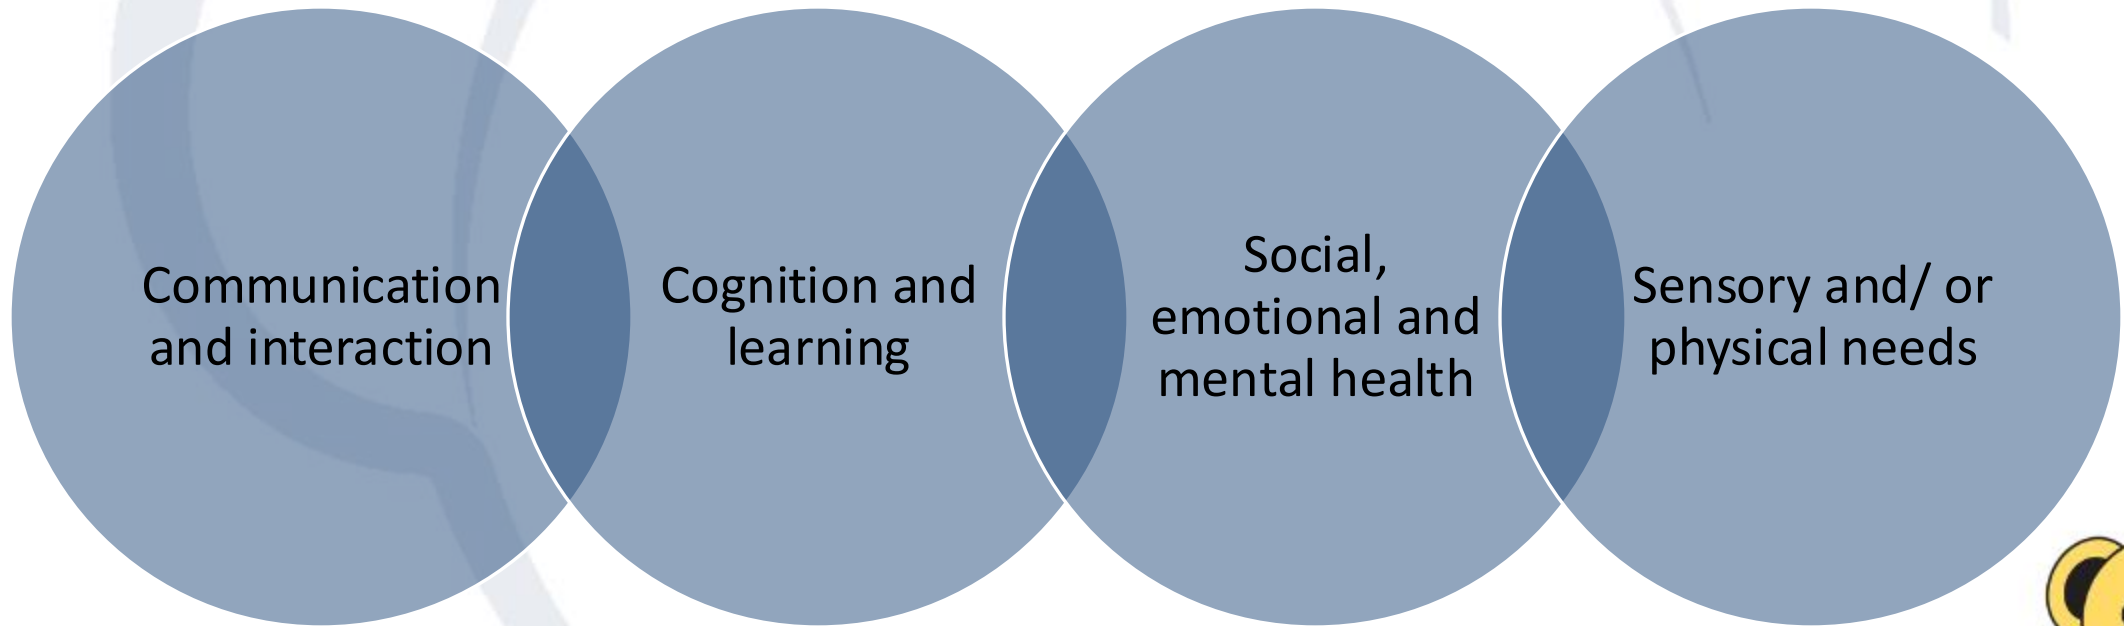 Communication
and interaction
Cognition and
learning
Social,
emotional and
mental health
Sensory and/ or
physical needs